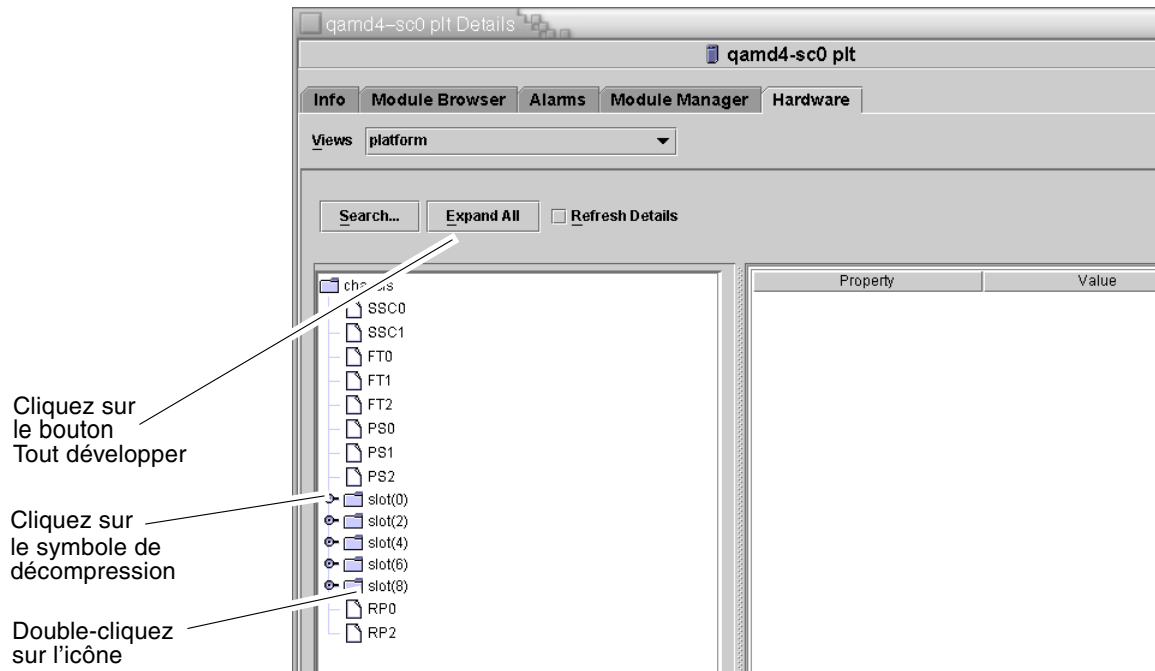 qamd4-sc0 plt Details
qamd4-sc0 plt
Info Module Browser Alarms Module Manager Hardware
Views platform
Search... Expand All Refresh Details
Property Value
SSC0
SSC1
FT0
FT1
FT2
PS0
PS1
PS2
slot(0)
slot(2)
slot(4)
slot(6)
slot(8)
RP0
RP2
Cliquez sur
le bouton
Tout développer
Cliquez sur
le symbole de
décompression
Double-cliquez
sur l'icône